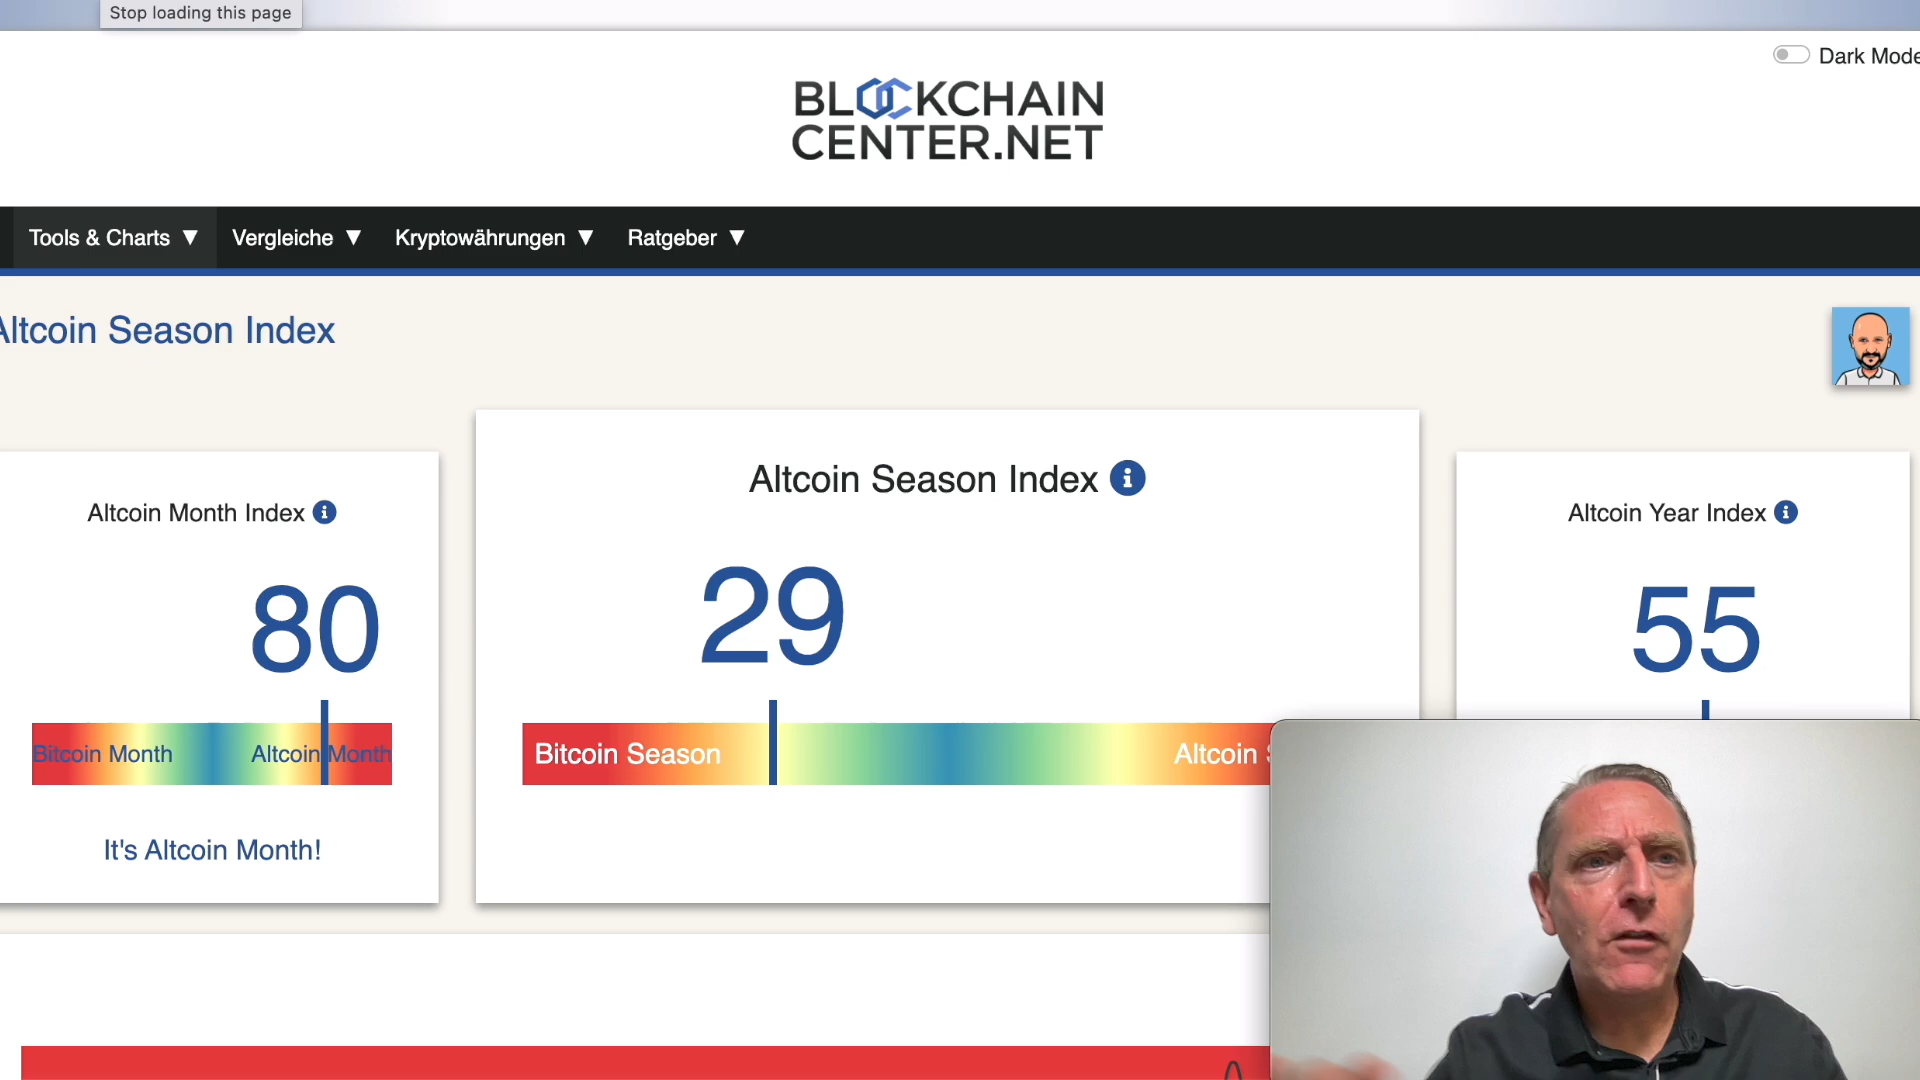 Stop loading this page
Dark Mode
BLOCKCHAIN
CENTER.NET
Tools & Charts ▼ Vergleiche ▼ Kryptowährungen ▼ Ratgeber ▼
Altcoin Season Index
Altcoin Month Index
80
Bitcoin Month Altcoin Month
It's Altcoin Month!
Altcoin Season Index
29
Bitcoin Season Altcoin
Altcoin Year Index
55